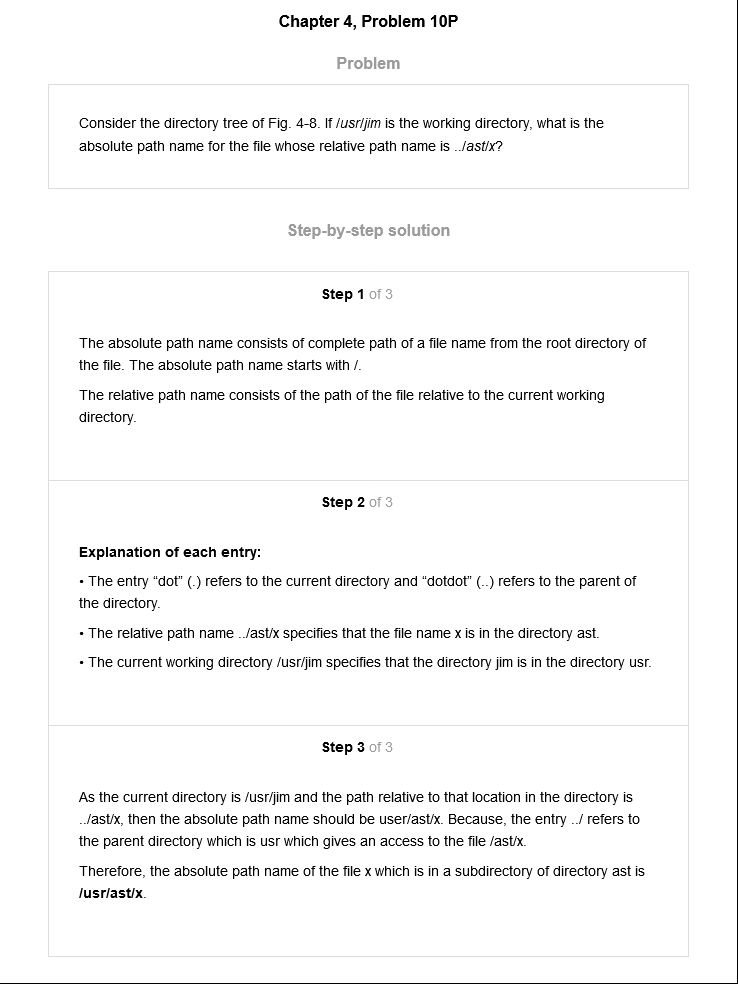 Chapter 4, Problem 10P
Problem
Consider the directory tree of Fig. 4-8. If /usr/jim is the working directory, what is the
absolute path name for the file whose relative path name is ../ast/x?
Step-by-step solution
Step 1 of 3
The absolute path name consists of complete path of a file name from the root directory of
the file. The absolute path name starts with /.
The relative path name consists of the path of the file relative to the current working
directory.
Step 2 of 3
Explanation of each entry:
• The entry “dot” (.) refers to the current directory and “dotdot” (..) refers to the parent of
the directory.
• The relative path name ../ast/x specifies that the file name x is in the directory ast.
• The current working directory /usr/jim specifies that the directory jim is in the directory usr.
Step 3 of 3
As the current directory is /usr/jim and the path relative to that location in the directory is
../ast/x, then the absolute path name should be user/ast/x. Because, the entry ../ refers to
the parent directory which is usr which gives an access to the file /ast/x.
Therefore, the absolute path name of the file x which is in a subdirectory of directory ast is
/usr/ast/x.